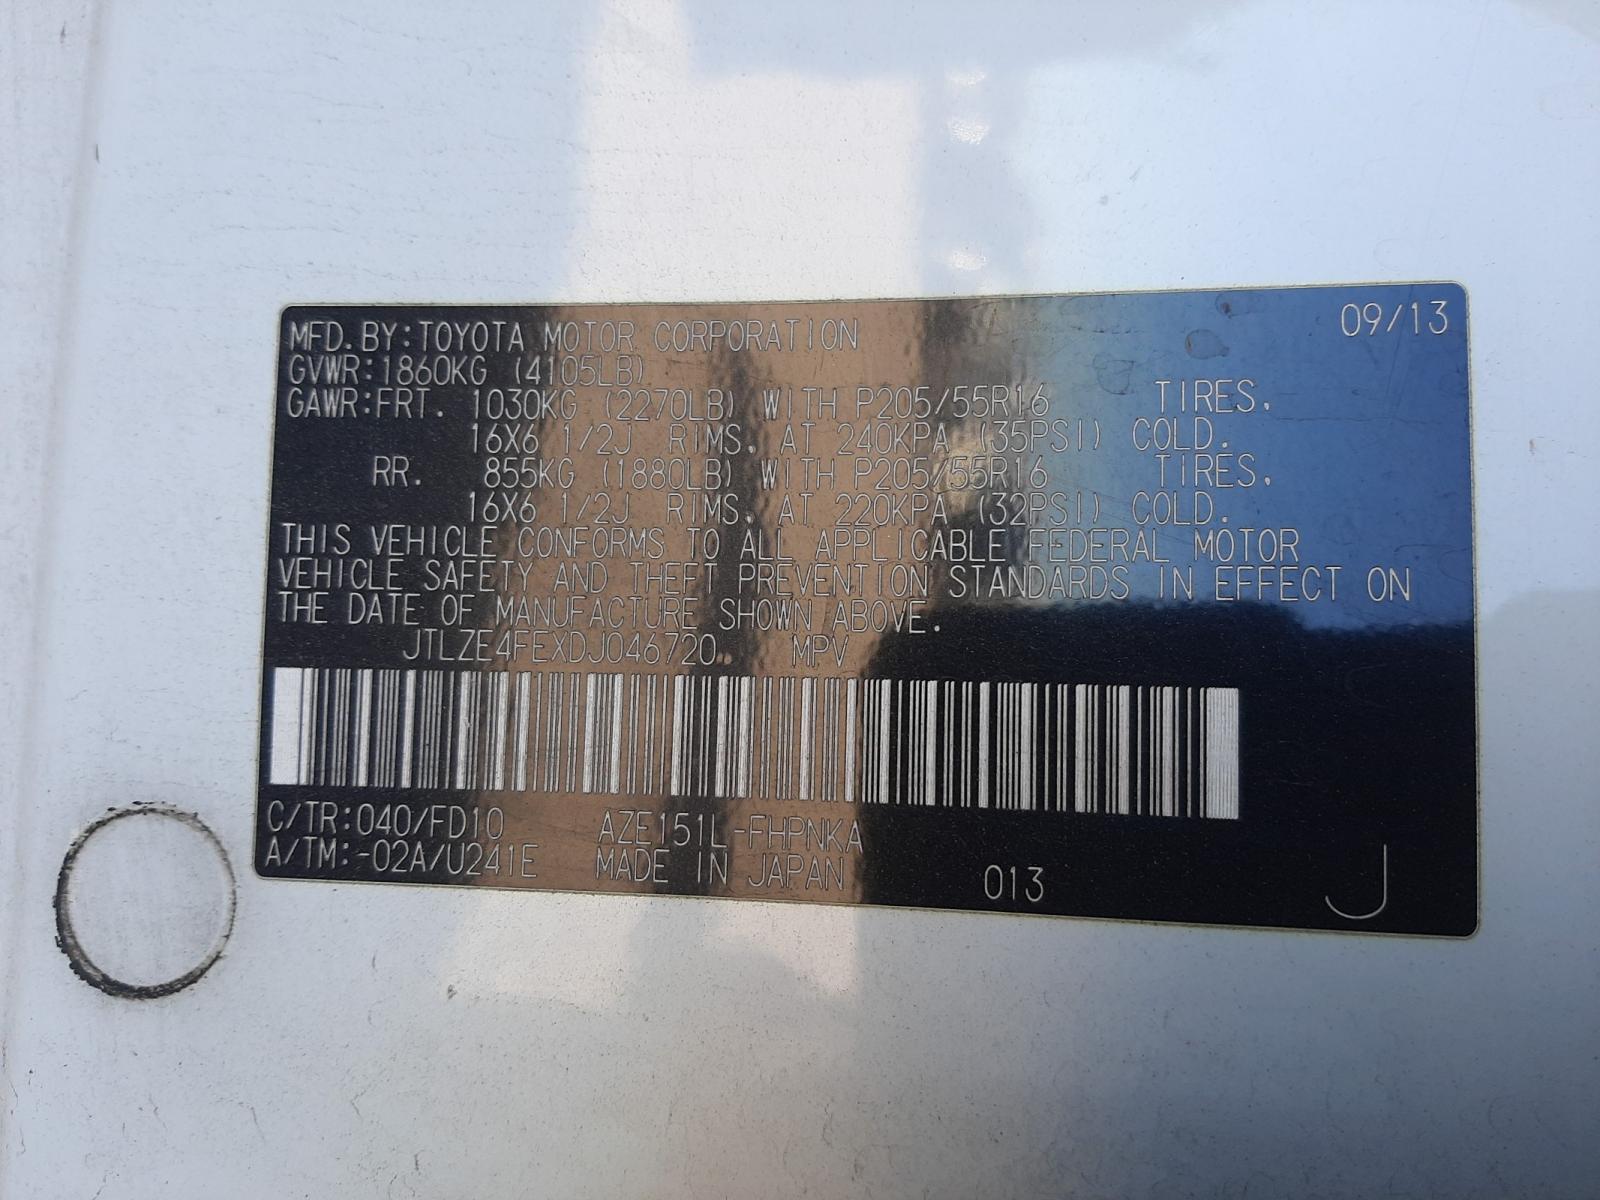 09/13
MFD. BY: TOYOTA MOTOR CORPORATION
GVWR: 1860KG (4105LB)
GAWR: FRT. 1030KG (2270LB) WITH P205/55R16 TIRES.
16X6 1/2J RIMS. AT 240KPA (35PSI) COLD.
RR. 855KG (1880LB) WITH P205/55R16 TIRES.
16X6 1/2J RIMS. AT 220KPA (32PSI) COLD.
THIS VEHICLE CONFORMS TO ALL APPLICABLE FEDERAL MOTOR
VEHICLE SAFETY AND THEFT PREVENTION STANDARDS IN EFFECT ON
THE DATE OF MANUFACTURE SHOWN ABOVE.
JTLZE4FEXDJ046720 MPV
C/TR: 040/FD10 AZE151L-FHPNKA
A/TM: -02A/U241E MADE IN JAPAN 013 J